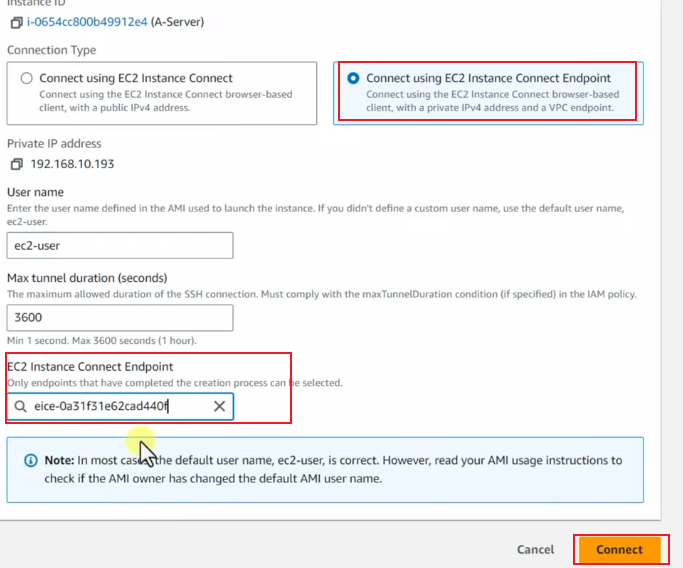 Instance ID
i-0654cc800b49912e4 (A-Server)
Connection Type
Connect using EC2 Instance Connect
Connect using the EC2 Instance Connect browser-based
client, with a public IPv4 address.
Connect using EC2 Instance Connect Endpoint
Connect using the EC2 Instance Connect browser-based
client, with a private IPv4 address and a VPC endpoint.
Private IP address
192.168.10.193
User name
Enter the user name defined in the AMI used to launch the instance. If you didn't define a custom user name, use the default user name,
ec2-user.
ec2-user
Max tunnel duration (seconds)
The maximum allowed duration of the SSH connection. Must comply with the maxTunnelDuration condition (if specified) in the IAM policy.
3600
Min 1 second. Max 3600 seconds (1 hour).
EC2 Instance Connect Endpoint
Only endpoints that have completed the creation process can be selected.
eice-0a31f31e62cad440f
Note: In most cases, the default user name, ec2-user, is correct. However, read your AMI usage instructions to
check if the AMI owner has changed the default AMI user name.
Cancel
Connect